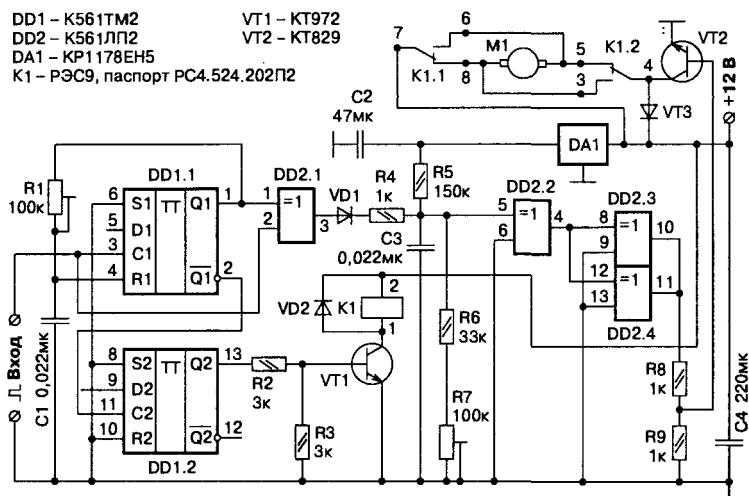 DD1 – К561ТМ2
DD2 – К561ЛП2
DA1 – КР1178ЕН5
К1 – РЭС9, паспорт РС4.524.202П2
VT1 – КТ972
VT2 – КТ829
6
7
M1
5
K1.2
VT2
4
K1.1
8
3
C2
47мк
VT3
+12 В
DA1
DD1.1
DD2.1
R4
1к
R5
150к
DD2.2
DD2.3
R1
100к
6 S1 TT Q1 1
5 D1
3 C1
4 R1 Q1 2
1 =1
2
3
VD1
C3
0,022мк
5 =1 4
6
8 =1 10
9
12 =1 11
13
DD2.4
VD2
K1
2
1
R6
33к
Вход
C1 0,022мк
8 S2 TT Q2 13
9 D2
11 C2
10 R2 Q2 12
DD1.2
R2
3к
VT1
R3
3к
R7
100к
R8
1к
R9
1к
C4 220мк